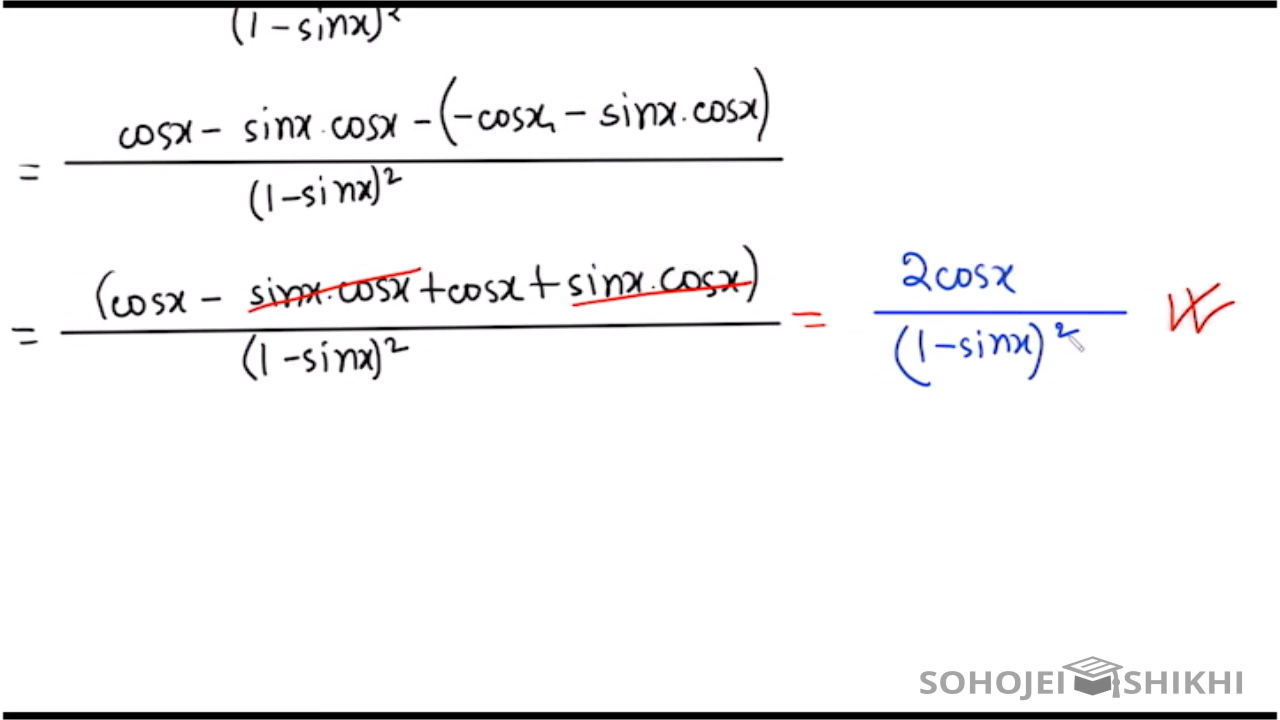 (1-sinx)²
cosx - sinx.cosx - (-cosx - sinx.cosx)
=
(1-sinx)²
(cosx - sinx.cosx + cosx + sinx.cosx)
=
(1-sinx)²
=
2cosx
(1-sinx)²
SOHOJEI SHIKHI